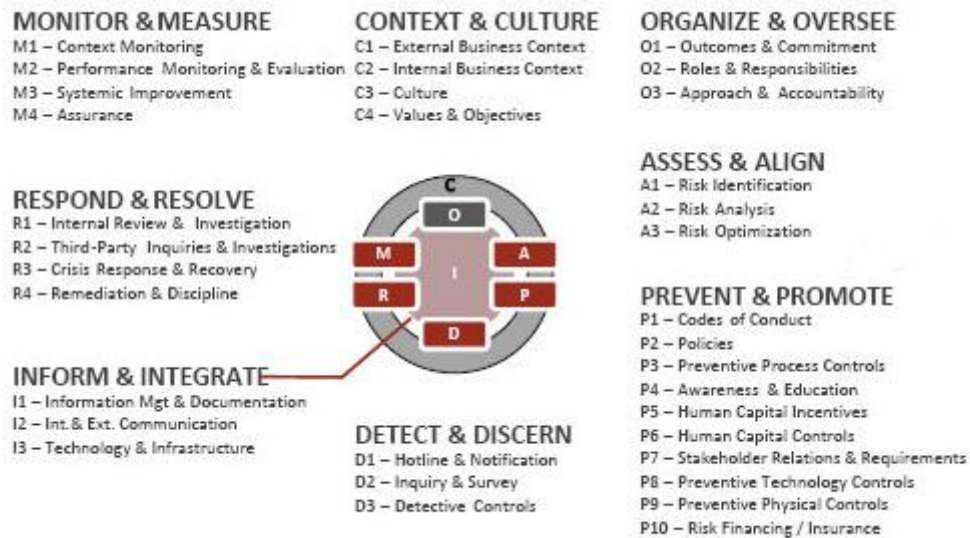 MONITOR & MEASURE
M1 – Context Monitoring
M2 – Performance Monitoring & Evaluation
M3 – Systemic Improvement
M4 – Assurance
CONTEXT & CULTURE
C1 – External Business Context
C2 – Internal Business Context
C3 – Culture
C4 – Values & Objectives
ORGANIZE & OVERSEE
O1 – Outcomes & Commitment
O2 – Roles & Responsibilities
O3 – Approach & Accountability
RESPOND & RESOLVE
R1 – Internal Review & Investigation
R2 – Third-Party Inquiries & Investigations
R3 – Crisis Response & Recovery
R4 – Remediation & Discipline
C
O
M
A
I
R
P
D
ASSESS & ALIGN
A1 – Risk Identification
A2 – Risk Analysis
A3 – Risk Optimization
INFORM & INTEGRATE
I1 – Information Mgt & Documentation
I2 – Int.& Ext. Communication
I3 – Technology & Infrastructure
DETECT & DISCERN
D1 – Hotline & Notification
D2 – Inquiry & Survey
D3 – Detective Controls
PREVENT & PROMOTE
P1 – Codes of Conduct
P2 – Policies
P3 – Preventive Process Controls
P4 – Awareness & Education
P5 – Human Capital Incentives
P6 – Human Capital Controls
P7 – Stakeholder Relations & Requirements
P8 – Preventive Technology Controls
P9 – Preventive Physical Controls
P10 – Risk Financing / Insurance